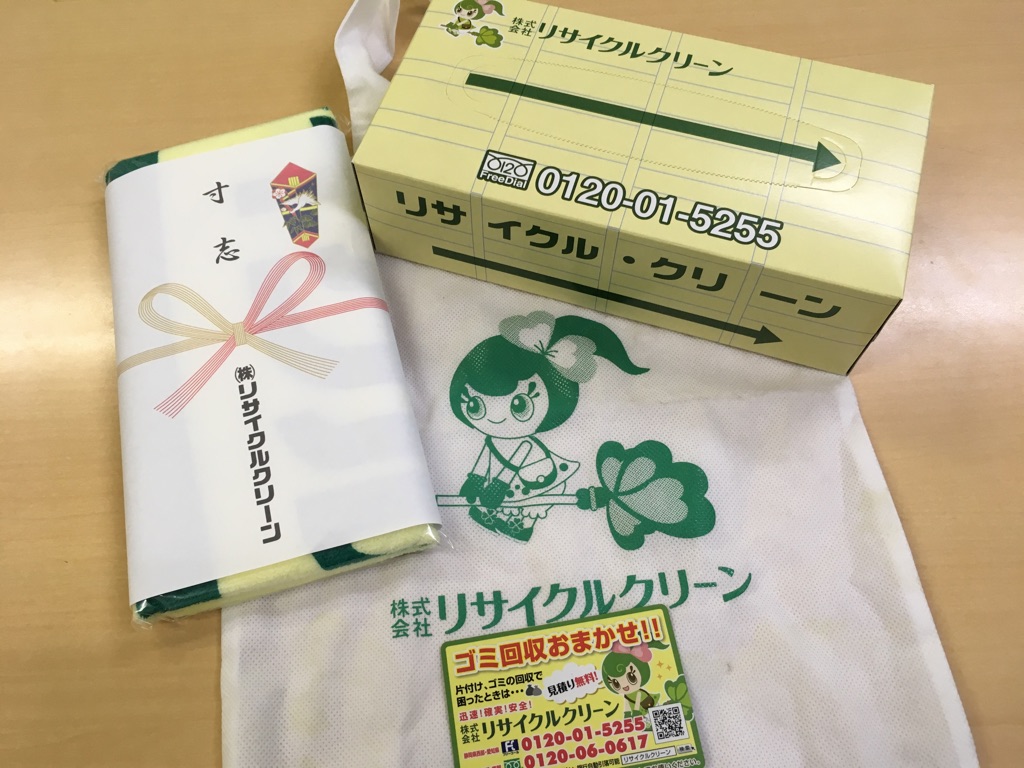 寸志
㈱リサイクルクリーン
株式会社 リサイクルクリーン
0120
FreeDial
0120-01-5255
リサイクル・クリーン
株式会社 リサイクルクリーン
ゴミ回収おまかせ!!
片付け、ゴミの回収で
困ったときは・・・
見積り無料!
迅速!確実!安全!
株式会社 リサイクルクリーン
0120-01-5255
0120-06-0617
リサイクルクリーン